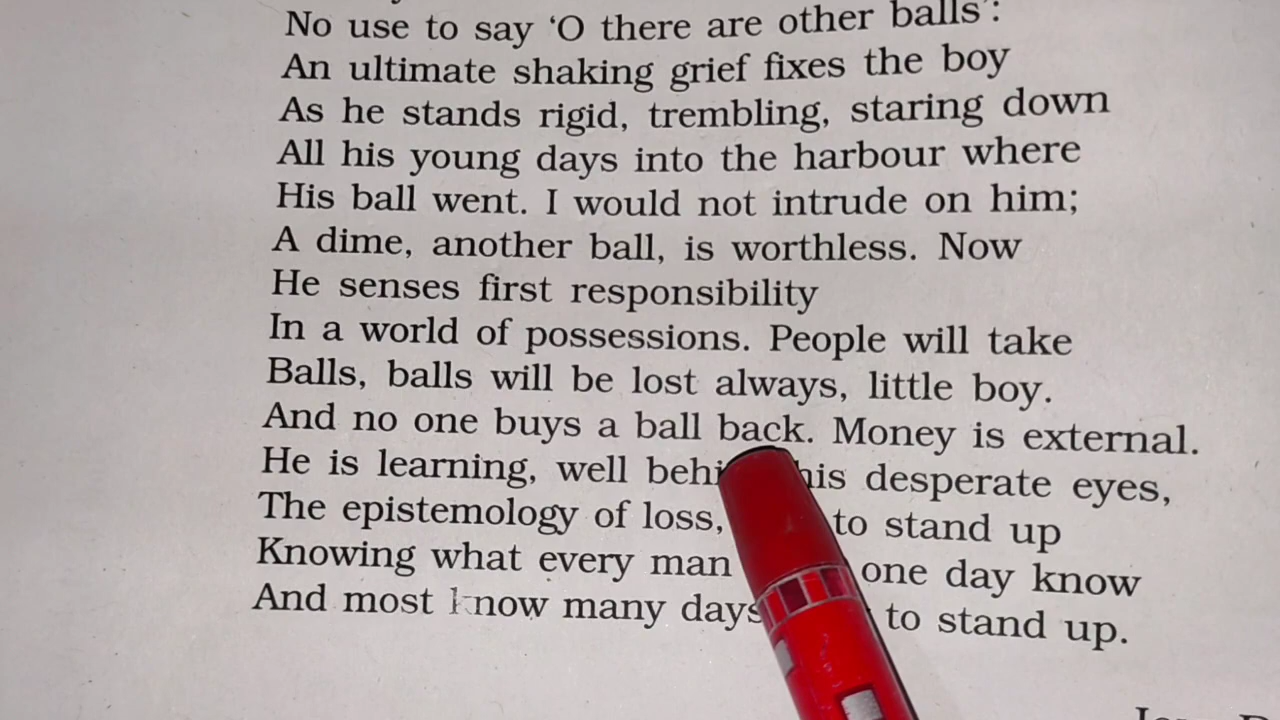 No use to say 'O there are other balls':
An ultimate shaking grief fixes the boy
As he stands rigid, trembling, staring down
All his young days into the harbour where
His ball went. I would not intrude on him;
A dime, another ball, is worthless. Now
He senses first responsibility
In a world of possessions. People will take
Balls, balls will be lost always, little boy.
And no one buys a ball back. Money is external.
He is learning, well behi his desperate eyes,
The epistemology of loss, to stand up
Knowing what every man one day know
And most know many days to stand up.